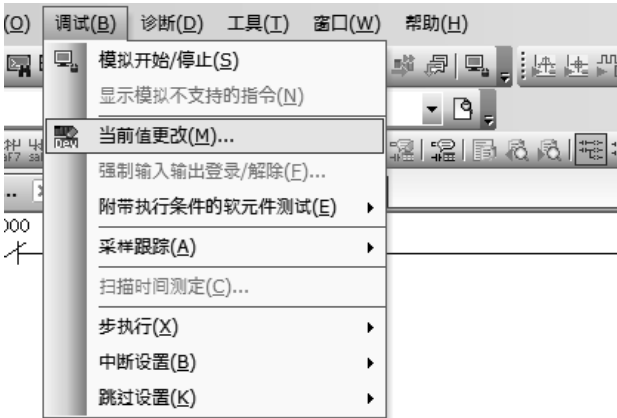 (O) 调试(B) 诊断(D) 工具(T) 窗口(W) 帮助(H)
模拟开始/停止(S)
显示模拟不支持的指令(N)
当前值更改(M)...
强制输入输出登录/解除(F)...
附带执行条件的软元件测试(E)
采样跟踪(A)
扫描时间测定(C)...
步执行(X)
中断设置(B)
跳过设置(K)
DEV
aF7
..
000